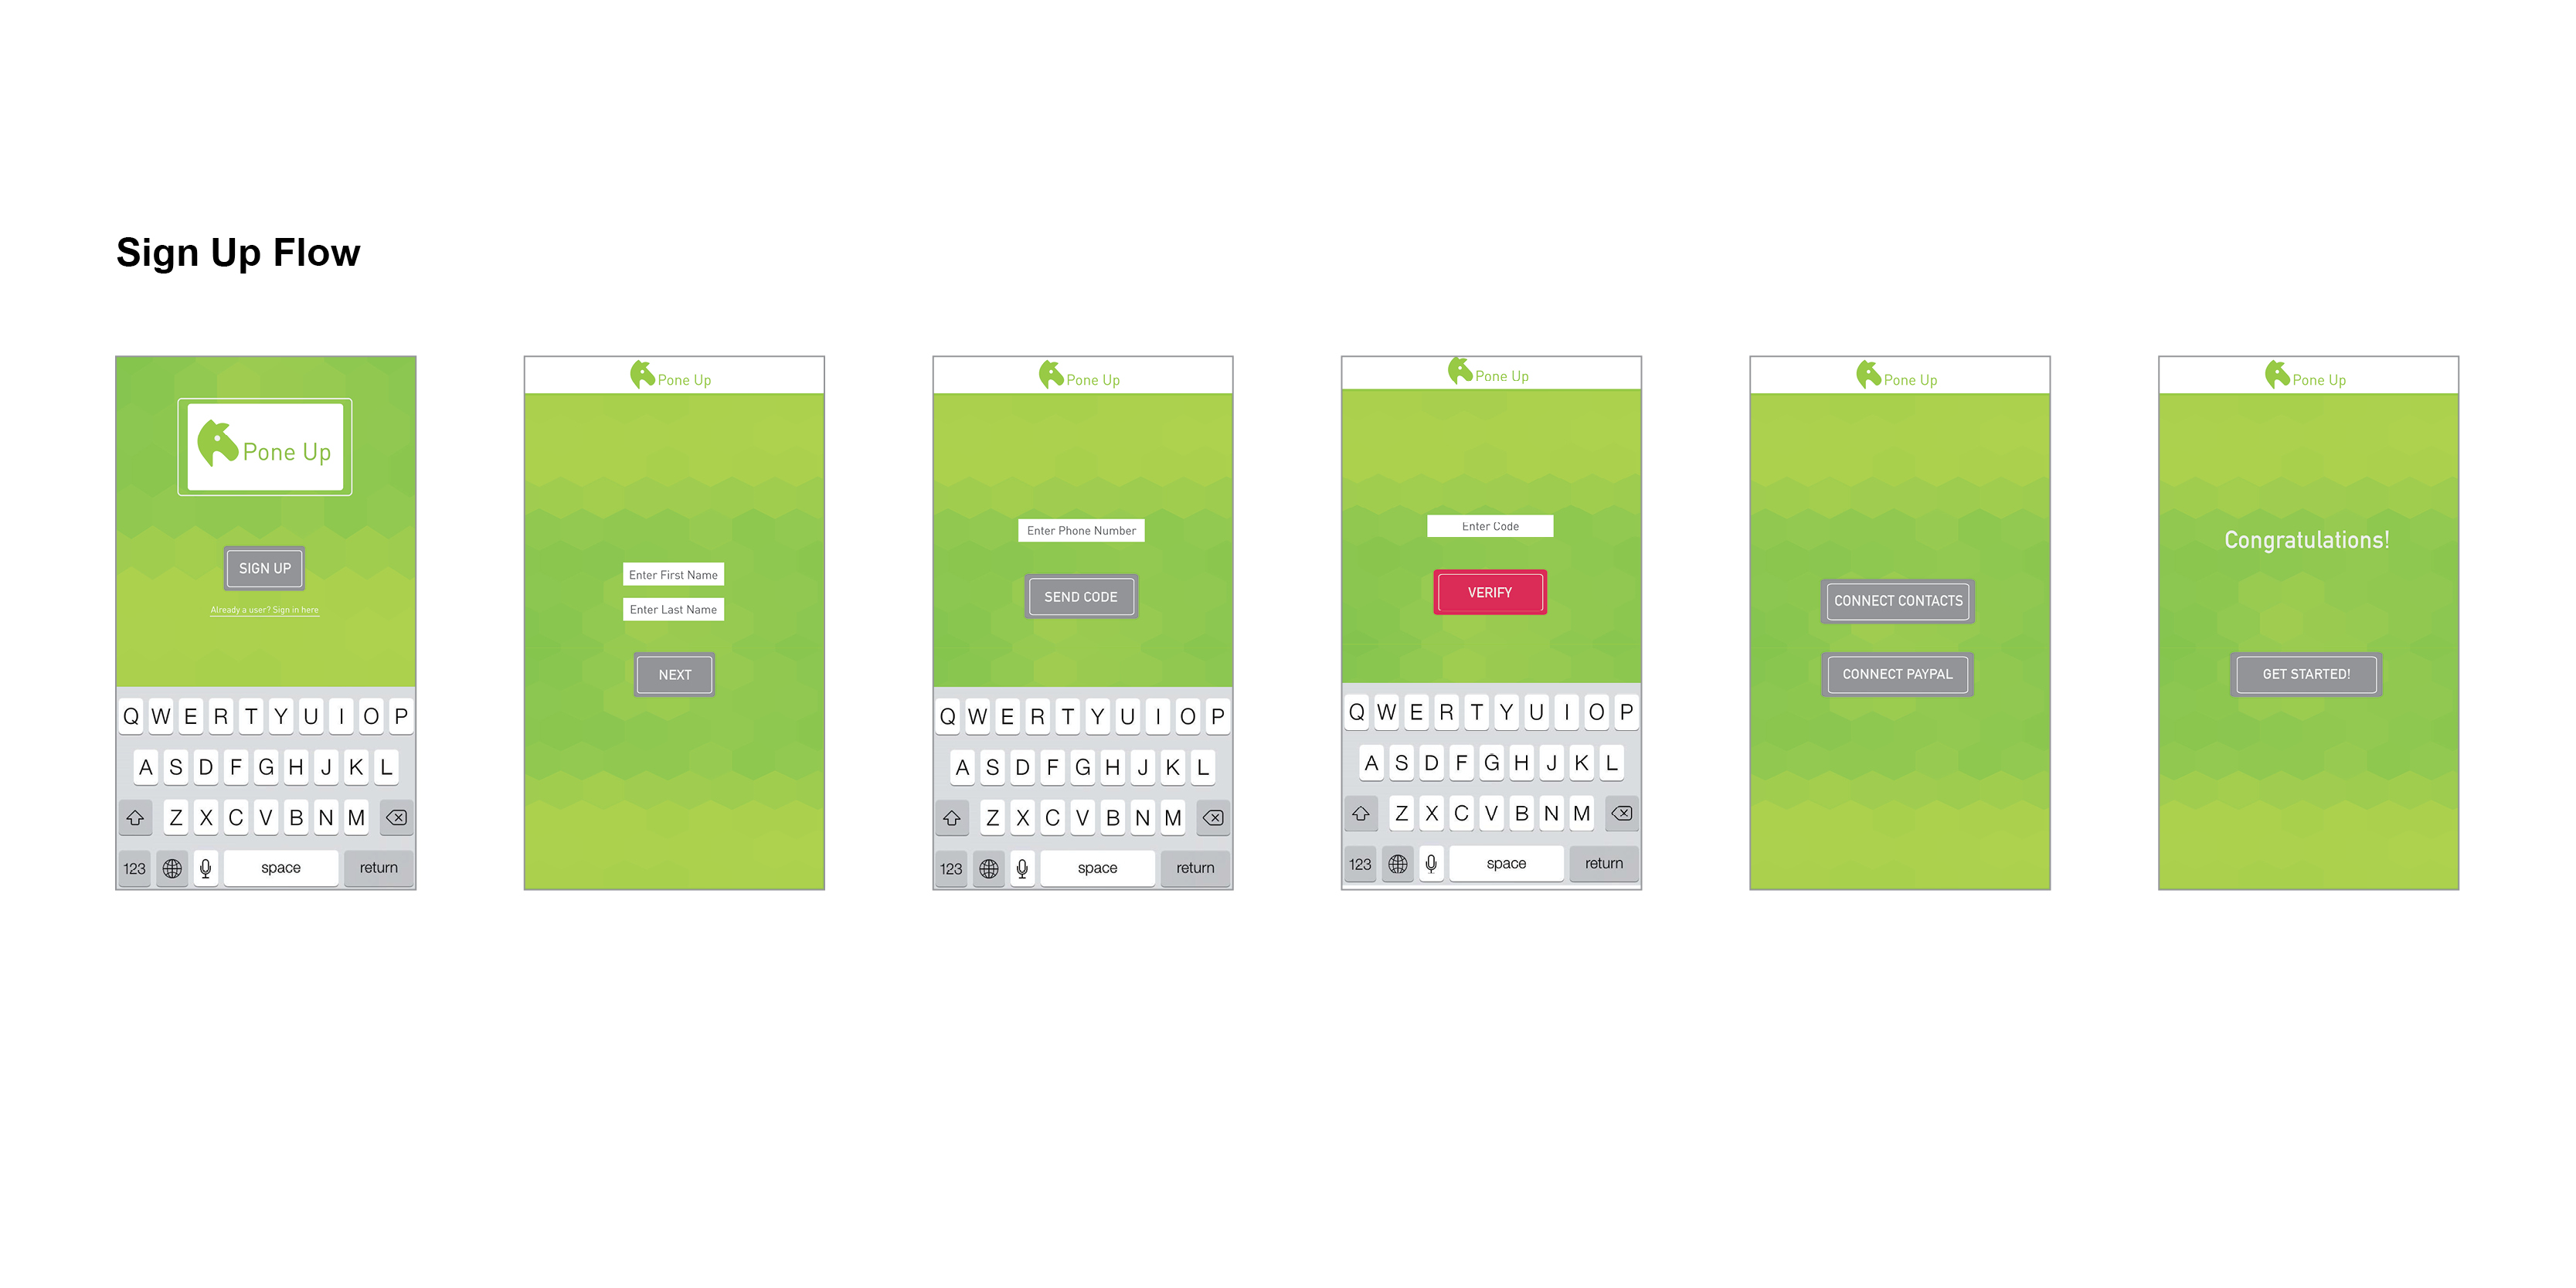 Sign Up Flow
Pone Up
SIGN UP
Already a user? Sign in here
Q W E R T Y U I O P
A S D F G H J K L
Z X C V B N M
123 space return
Pone Up
Enter First Name
Enter Last Name
NEXT
Pone Up
Enter Phone Number
SEND CODE
Q W E R T Y U I O P
A S D F G H J K L
Z X C V B N M
123 space return
Pone Up
Enter Code
VERIFY
Q W E R T Y U I O P
A S D F G H J K L
Z X C V B N M
123 space return
Pone Up
CONNECT CONTACTS
CONNECT PAYPAL
Pone Up
Congratulations!
GET STARTED!